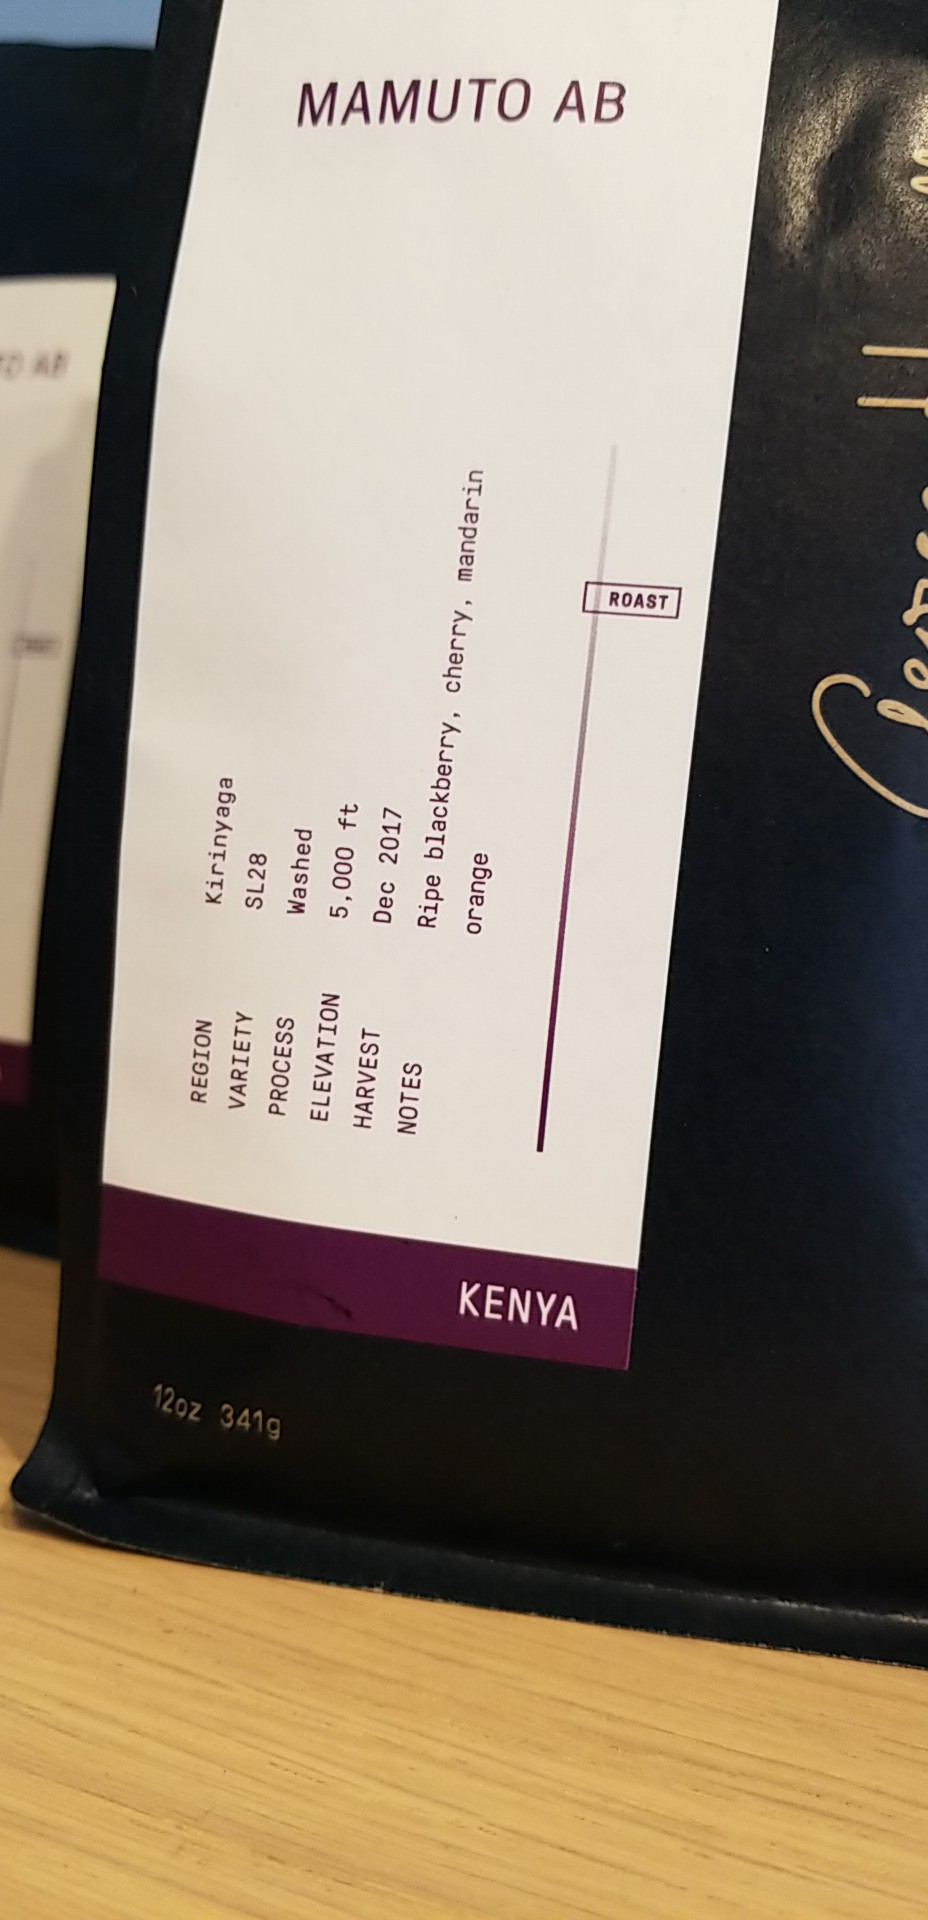 MAMUTO AB
REGION Kirinyaga
VARIETY SL28
PROCESS Washed
ELEVATION 5,000 ft
HARVEST Dec 2017
NOTES Ripe blackberry, cherry, mandarin
orange
ROAST
KENYA
12oz 341g
AB